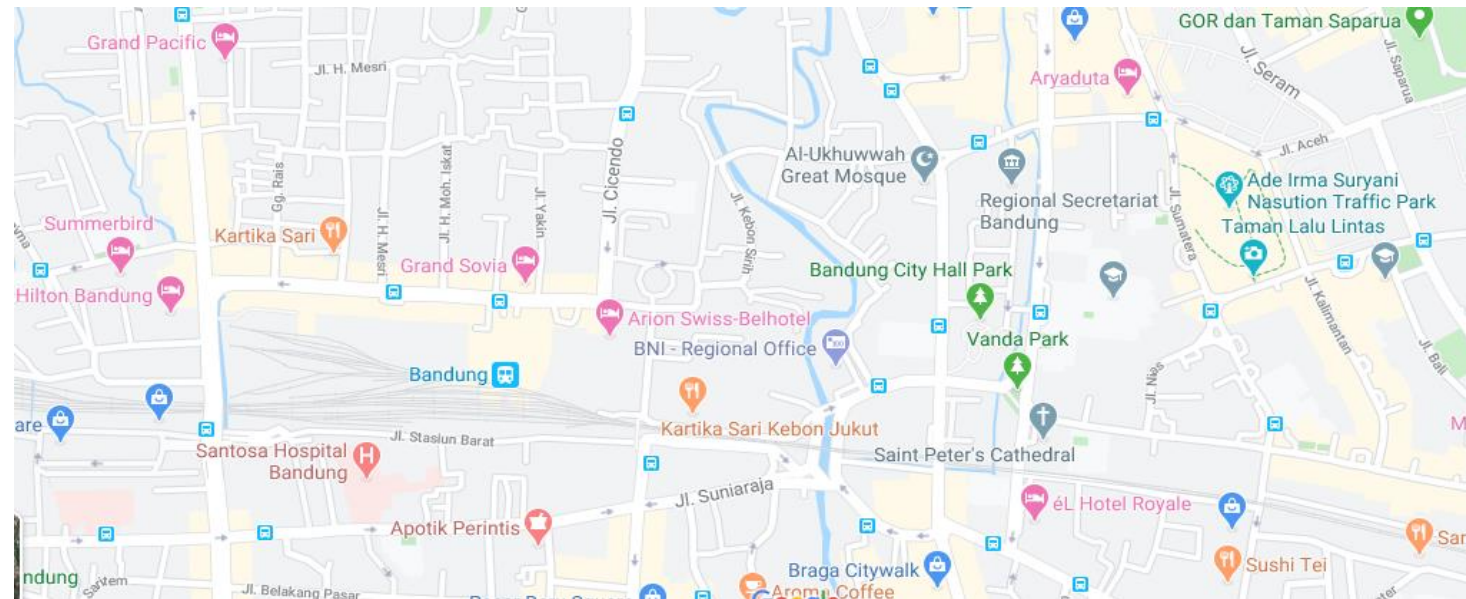 GOR dan Taman Saparua
Grand Pacific
Jl. H. Mesri
Jl. Seram
Jl. Saparua
Aryaduta
Jl. Cicendo
Jl. Aceh
Al-Ukhuwwah
Great Mosque
Regional Secretariat
Bandung
Ade Irma Suryani
Nasution Traffic Park
Taman Lalu Lintas
Gg. Rais
Jl. H. Moh. Iskat
Jl. Yakin
Jl. Kebon Sirih
Jl. Sumatera
Summerbird
Kartika Sari
Jl. H. Mesri
Grand Sovia
Bandung City Hall Park
Hilton Bandung
Jl. Kalimantan
Arion Swiss-Belhotel
BNI - Regional Office
Vanda Park
Jl. Bali
Bandung
Jl. Nias
are
Kartika Sari Kebon Jukut
Jl. Stasiun Barat
Santosa Hospital
Bandung
Saint Peter's Cathedral
Jl. Suniaraja
éL Hotel Royale
Apotik Perintis
Sar
Braga Citywalk
Sushi Tei
ndung
Jl. Belakang Pasar
Coffee